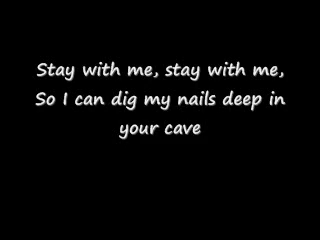 Stay with me, stay with me,
So I can dig my nails deep in
your cave